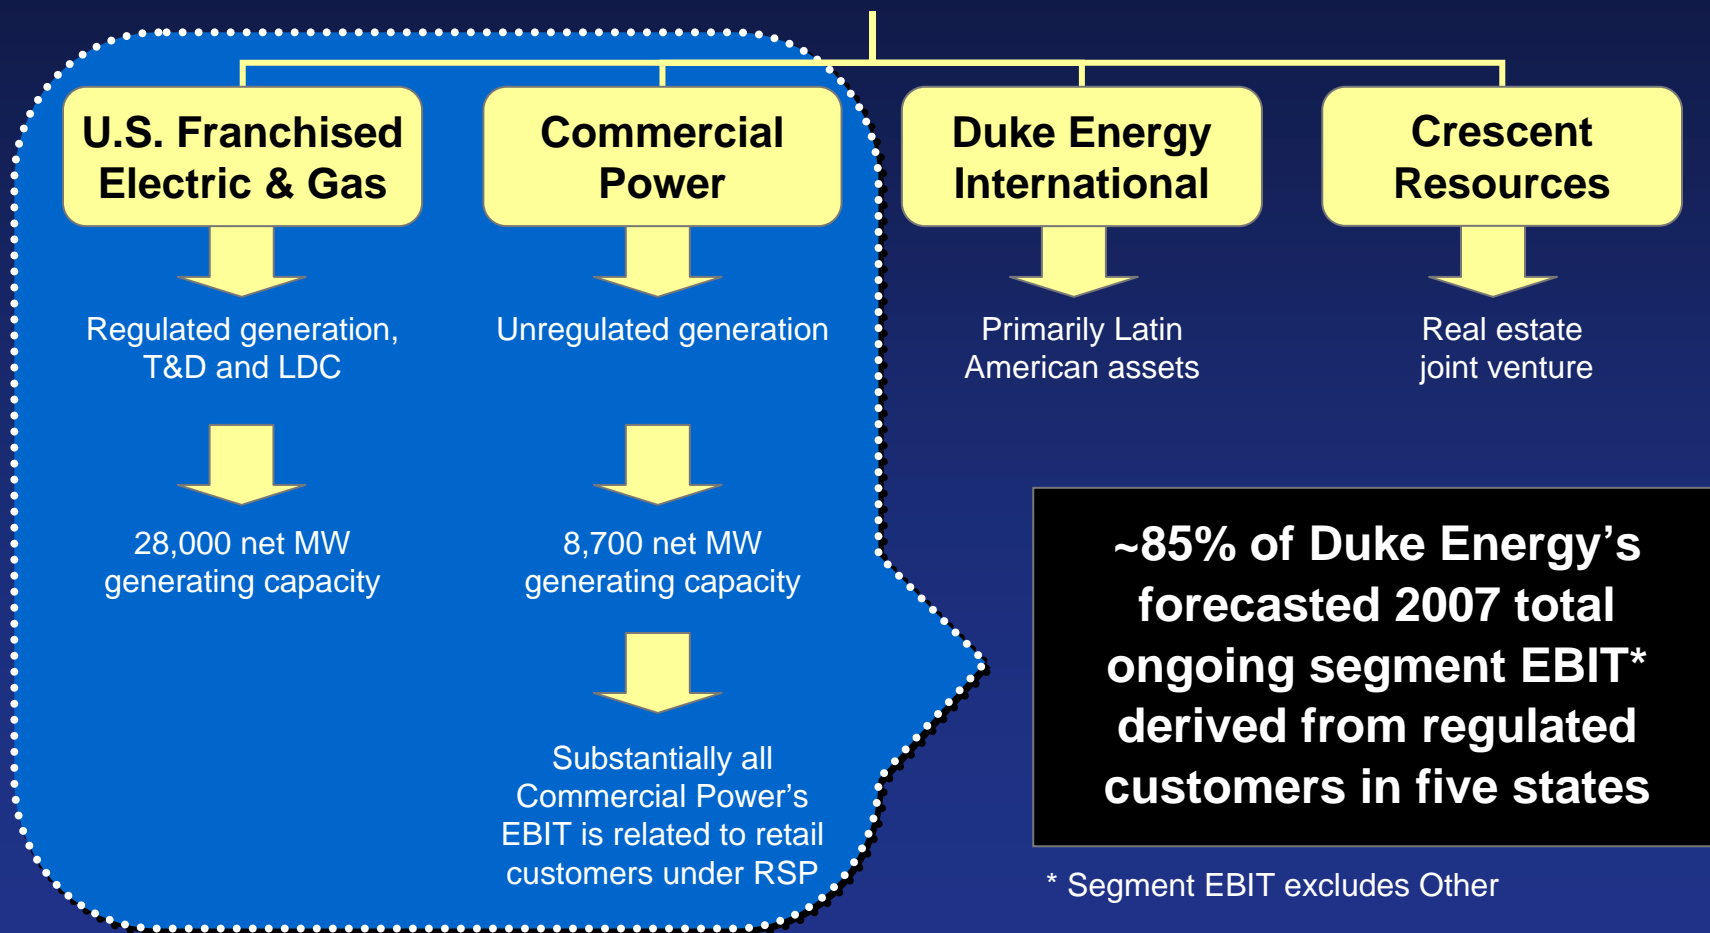 U.S. Franchised
Electric & Gas
Regulated generation,
T&D and LDC
28,000 net MW
generating capacity
Commercial
Power
Unregulated generation
8,700 net MW
generating capacity
Substantially all
Commercial Power’s
EBIT is related to retail
customers under RSP
Duke Energy
International
Primarily Latin
American assets
Crescent
Resources
Real estate
joint venture
~85% of Duke Energy’s
forecasted 2007 total
ongoing segment EBIT*
derived from regulated
customers in five states
* Segment EBIT excludes Other